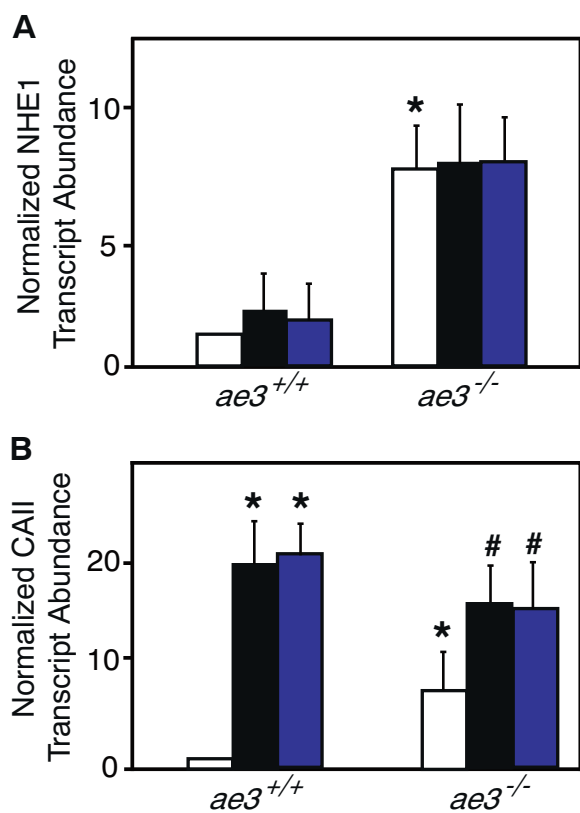 A
Normalized NHE1
Transcript Abundance
10
5
0
*
ae3+/+
ae3-/-
B
Normalized CAII
Transcript Abundance
20
10
0
* *
*
# #
ae3+/+
ae3-/-